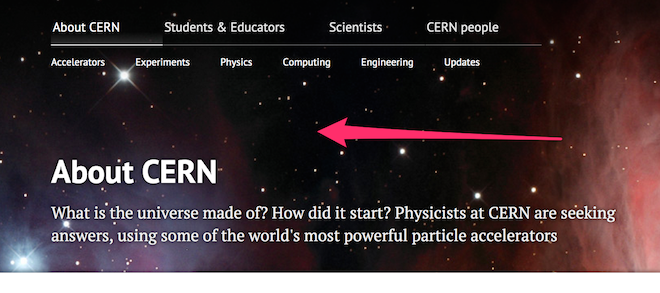 About CERN Students & Educators Scientists CERN people
Accelerators Experiments Physics Computing Engineering Updates
About CERN
What is the universe made of? How did it start? Physicists at CERN are seeking
answers, using some of the world's most powerful particle accelerators